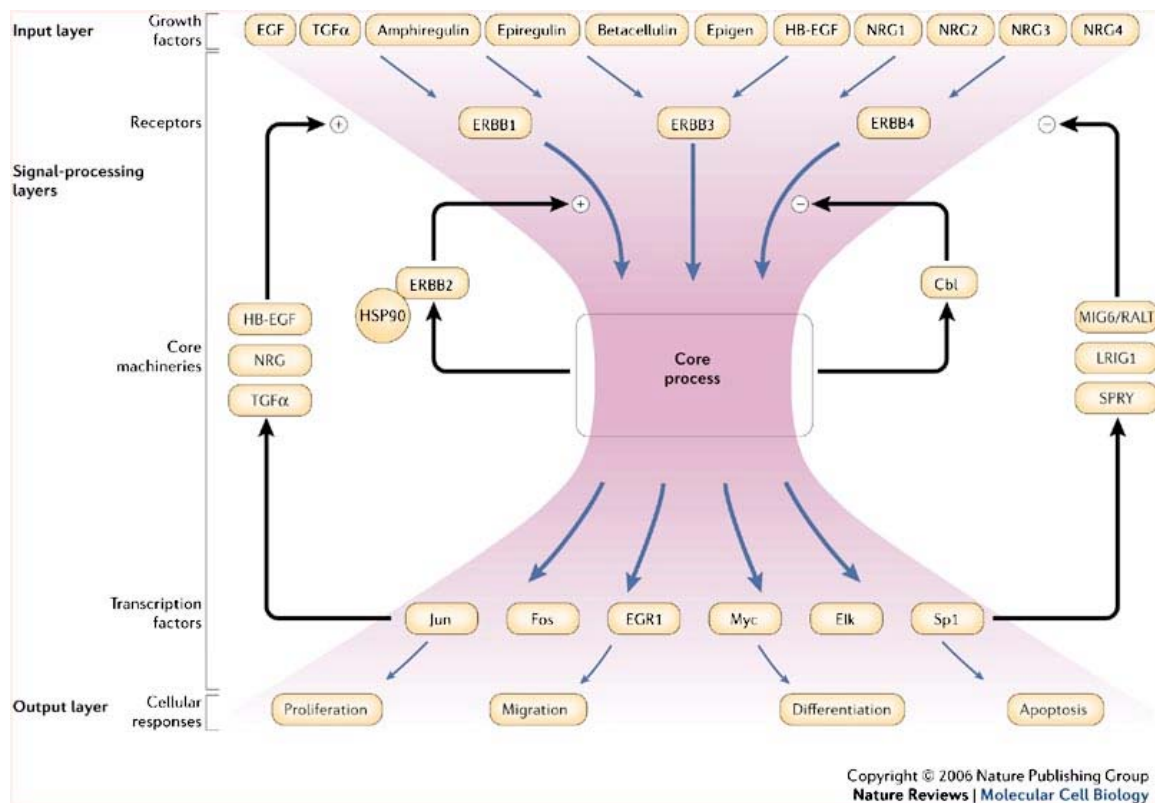 Input layer
Growth
factors
EGF
TGFα
Amphiregulin
Epiregulin
Betacellulin
Epigen
HB-EGF
NRG1
NRG2
NRG3
NRG4
Receptors
+
ERBB1
ERBB3
ERBB4
−
Signal-processing
layers
+
−
ERBB2
HSP90
Cbl
HB-EGF
NRG
TGFα
Core
machineries
Core
process
MIG6/RALT
LRIG1
SPRY
Transcription
factors
Jun
Fos
EGR1
Myc
Elk
Sp1
Output layer
Cellular
responses
Proliferation
Migration
Differentiation
Apoptosis
Copyright © 2006 Nature Publishing Group
Nature Reviews | Molecular Cell Biology